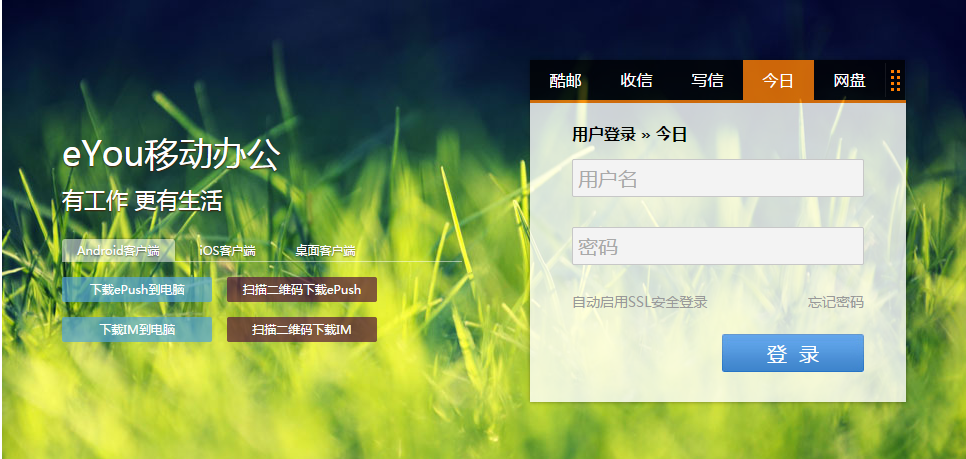 酷邮 收信 写信 今日 网盘
用户登录 » 今日
用户名
密码
自动启用SSL安全登录 忘记密码
登 录
eYou移动办公
有工作 更有生活
Android客户端 iOS客户端 桌面客户端
下载ePush到电脑 扫描二维码下载ePush
下载IM到电脑 扫描二维码下载IM